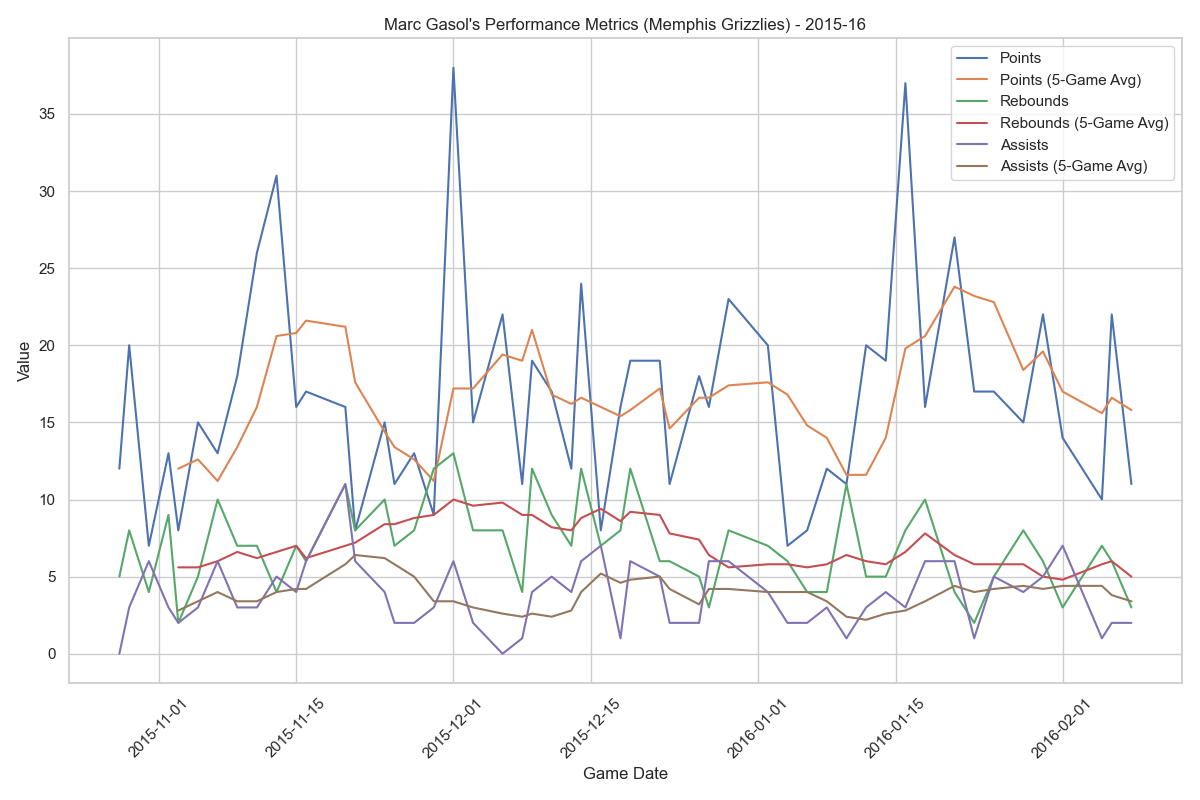 Marc Gasol's Performance Metrics (Memphis Grizzlies) - 2015-16
Points
Points (5-Game Avg)
Rebounds
Rebounds (5-Game Avg)
Assists
Assists (5-Game Avg)
Value
35
30
25
20
15
10
5
0
2015-11-01
2015-11-15
2015-12-01
2015-12-15
2016-01-01
2016-01-15
2016-02-01
Game Date